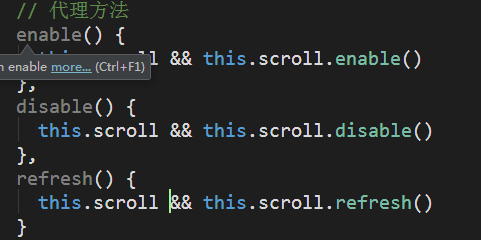 // 代理方法
enable() {
n enable more... (Ctrl+F1) && this.scroll.enable()
},
disable() {
this.scroll && this.scroll.disable()
},
refresh() {
this.scroll && this.scroll.refresh()
}